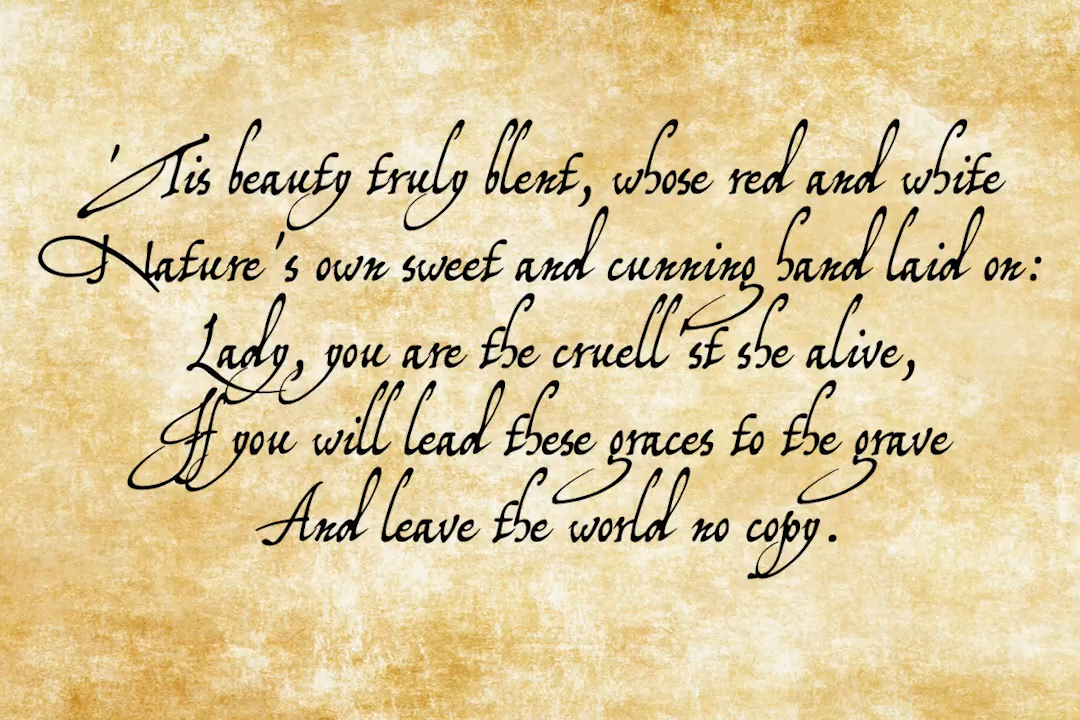 'Tis beauty truly blent, whose red and white
Nature's own sweet and cunning hand laid on:
Lady, you are the cruell'st she alive,
If you will lead these graces to the grave
And leave the world no copy.